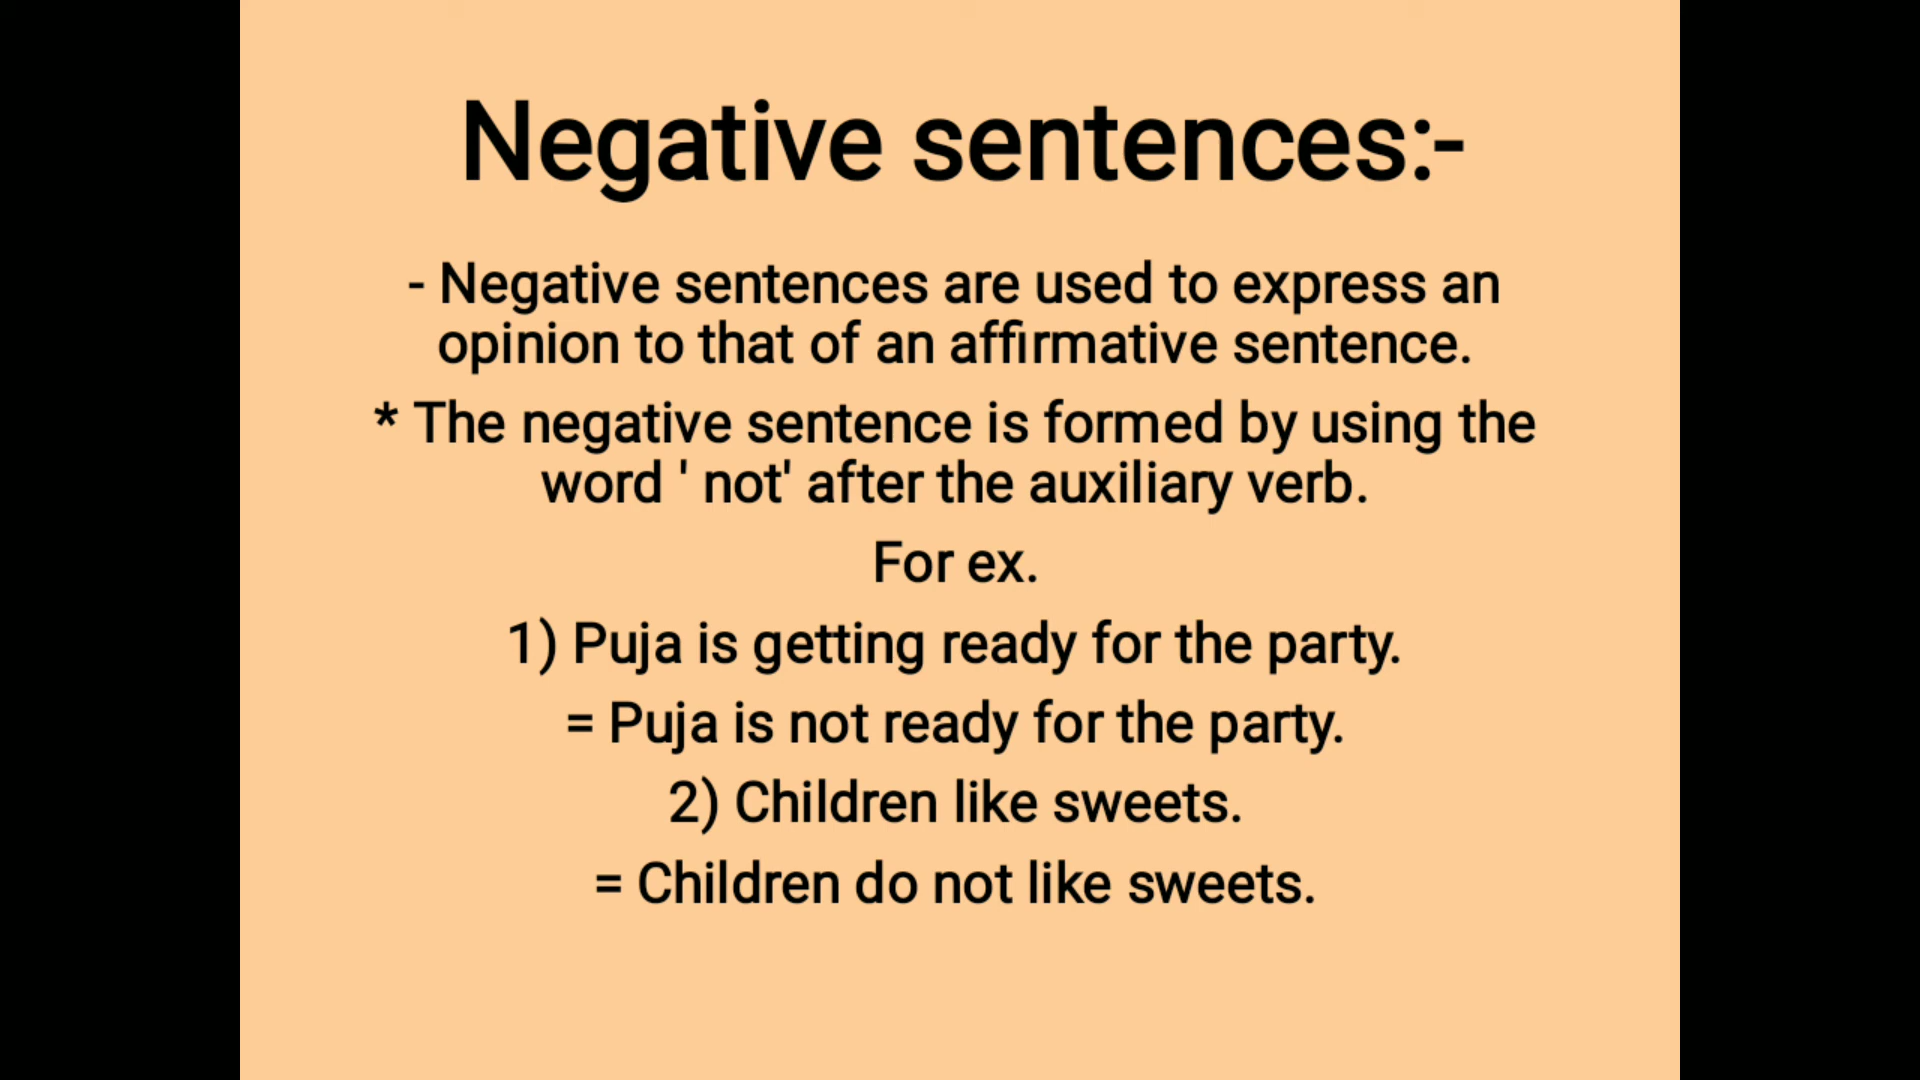 Negative sentences:-
- Negative sentences are used to express an
opinion to that of an affirmative sentence.
* The negative sentence is formed by using the
word ' not' after the auxiliary verb.
For ex.
1) Puja is getting ready for the party.
= Puja is not ready for the party.
2) Children like sweets.
= Children do not like sweets.